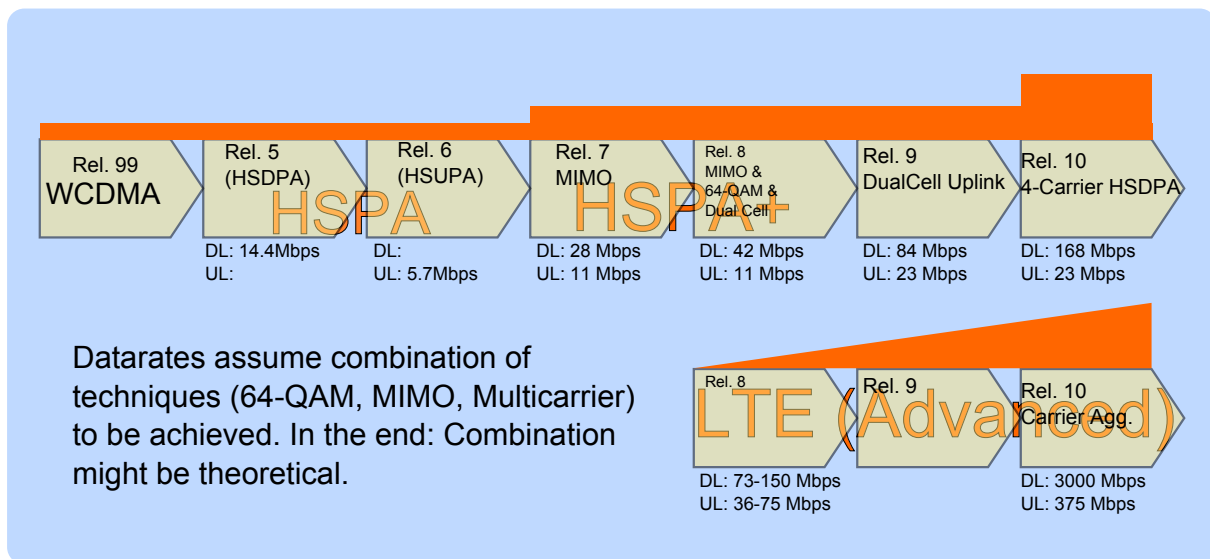 Rel. 99
WCDMA
Rel. 5
(HSDPA)
Rel. 6
(HSUPA)
HSPA
Rel. 7
MIMO
Rel. 8
MIMO &
64-QAM &
Dual Cell
HSPA+
Rel. 9
DualCell Uplink
Rel. 10
4-Carrier HSDPA
DL: 14.4Mbps
UL:
DL:
UL: 5.7Mbps
DL: 28 Mbps
UL: 11 Mbps
DL: 42 Mbps
UL: 11 Mbps
DL: 84 Mbps
UL: 23 Mbps
DL: 168 Mbps
UL: 23 Mbps
Datarates assume combination of
techniques (64-QAM, MIMO, Multicarrier)
to be achieved. In the end: Combination
might be theoretical.
Rel. 8
Rel. 9
Rel. 10
Carrier Agg.
LTE (Advanced)
DL: 73-150 Mbps
UL: 36-75 Mbps
DL: 3000 Mbps
UL: 375 Mbps